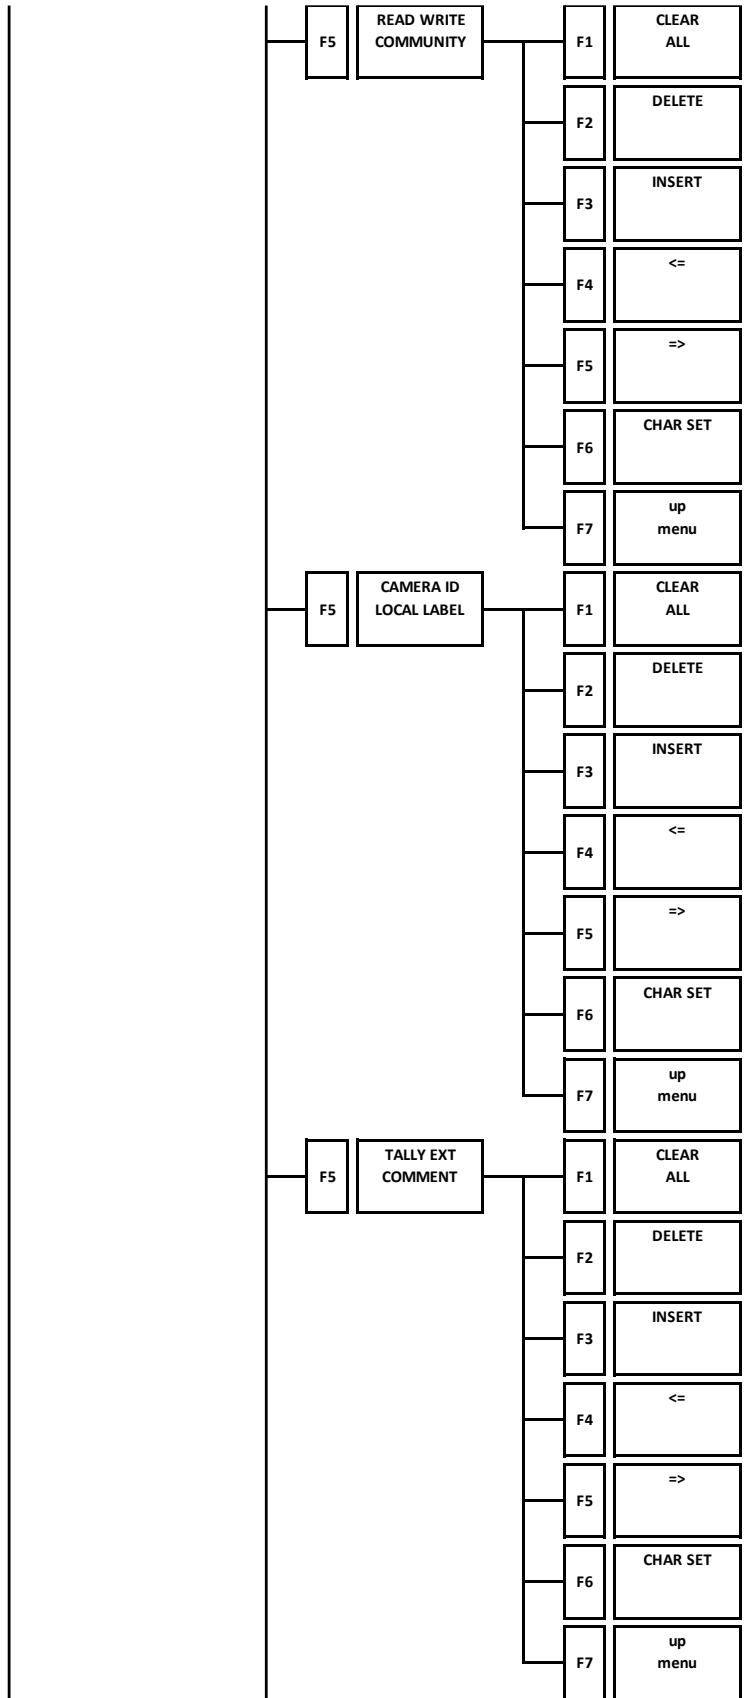 F5
READ WRITE
COMMUNITY
F1
CLEAR
ALL
F2
DELETE
F3
INSERT
F4
<=
F5
=>
F6
CHAR SET
F7
up
menu
F5
CAMERA ID
LOCAL LABEL
F1
CLEAR
ALL
F2
DELETE
F3
INSERT
F4
<=
F5
=>
F6
CHAR SET
F7
up
menu
F5
TALLY EXT
COMMENT
F1
CLEAR
ALL
F2
DELETE
F3
INSERT
F4
<=
F5
=>
F6
CHAR SET
F7
up
menu